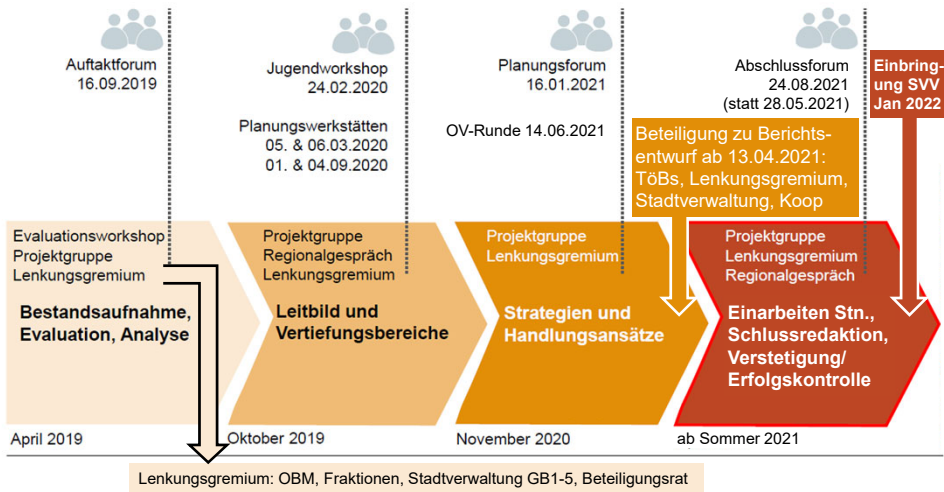 Auftaktforum
16.09.2019
Jugendworkshop
24.02.2020
Planungswerkstätten
05. & 06.03.2020
01. & 04.09.2020
Planungsforum
16.01.2021
OV-Runde 14.06.2021
Abschlussforum
24.08.2021
(statt 28.05.2021)
Einbring-
ung SVV
Jan 2022
Beteiligung zu Berichts-
entwurf ab 13.04.2021:
TöBs, Lenkungsgremium,
Stadtverwaltung, Koop
Evaluationsworkshop
Projektgruppe
Lenkungsgremium
Bestandsaufnahme,
Evaluation, Analyse
Projektgruppe
Regionalgespräch
Lenkungsgremium
Leitbild und
Vertiefungsbereiche
Projektgruppe
Lenkungsgremium
Strategien und
Handlungsansätze
Projektgruppe
Lenkungsgremium
Regionalgespräch
Einarbeiten Stn.,
Schlussredaktion,
Verstetigung/
Erfolgskontrolle
April 2019
Oktober 2019
November 2020
ab Sommer 2021
Lenkungsgremium: OBM, Fraktionen, Stadtverwaltung GB1-5, Beteiligungsrat